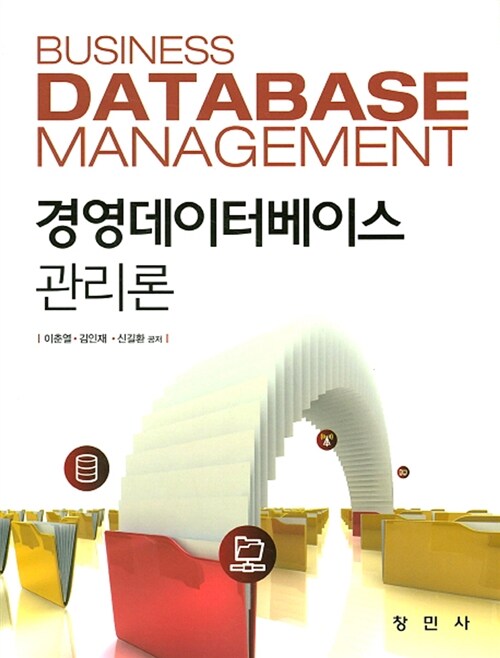 BUSINESS
DATABASE
MANAGEMENT
경영데이터베이스
관리론
| 이춘열 • 김인재 • 신길환 공저 |
창 민 사